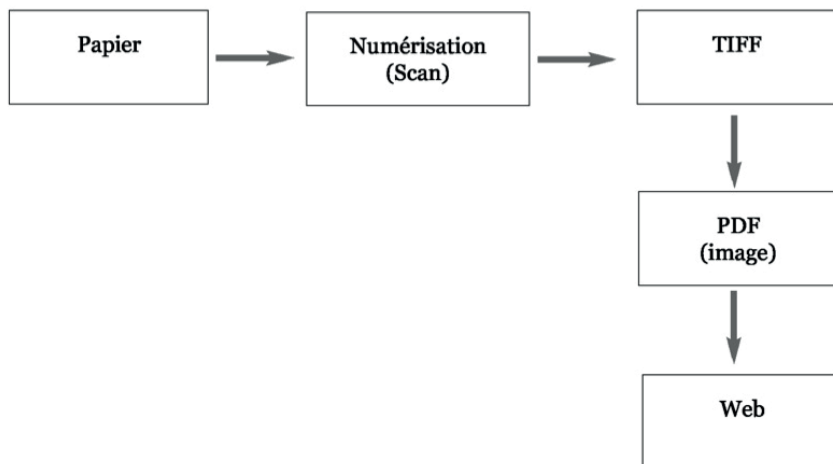 Papier
Numérisation
(Scan)
TIFF
PDF
(image)
Web